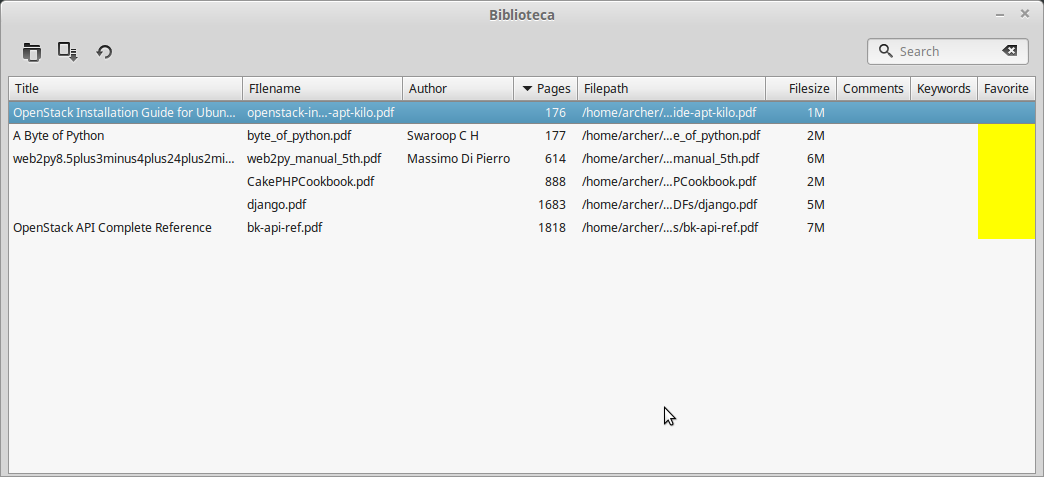 Biblioteca
Search
Title FIlename Author Pages Filepath Filesize Comments Keywords Favorite
OpenStack Installation Guide for Ubun... openstack-in...-apt-kilo.pdf 176 /home/archer/...ide-apt-kilo.pdf 1M
A Byte of Python byte_of_python.pdf Swaroop C H 177 /home/archer/...e_of_python.pdf 2M
web2py8.5plus3minus4plus24plus2mi... web2py_manual_5th.pdf Massimo Di Pierro 614 /home/archer/...manual_5th.pdf 6M
CakePHPCookbook.pdf 888 /home/archer/...PCookbook.pdf 2M
django.pdf 1683 /home/archer/...DFs/django.pdf 5M
OpenStack API Complete Reference bk-api-ref.pdf 1818 /home/archer/...s/bk-api-ref.pdf 7M